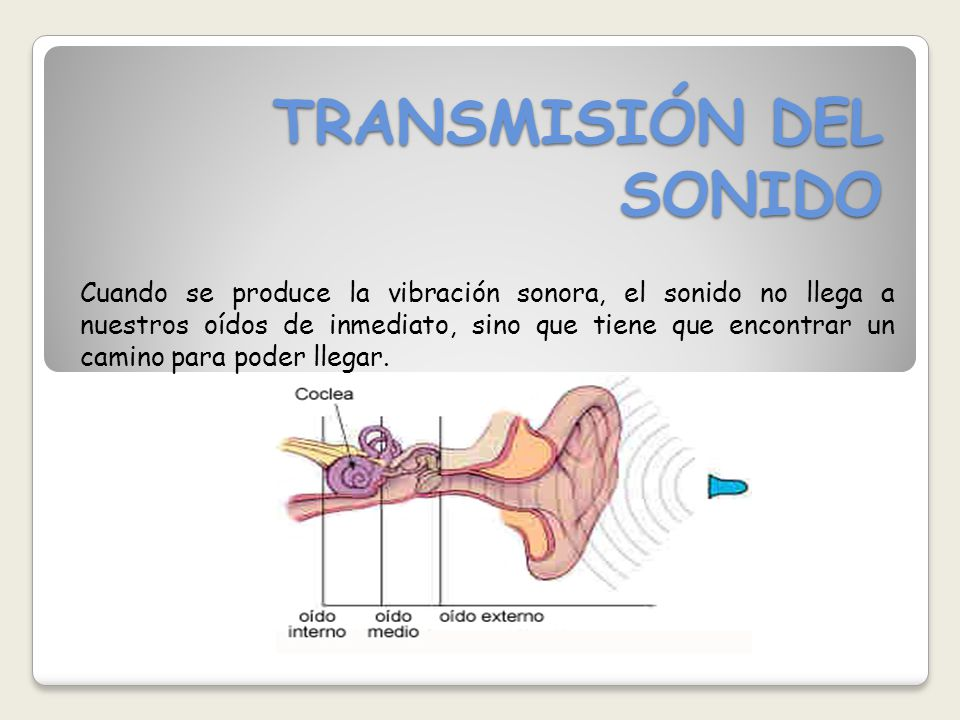 TRANSMISIÓN DEL
SONIDO
Cuando se produce la vibración sonora, el sonido no llega a
nuestros oídos de inmediato, sino que tiene que encontrar un
camino para poder llegar.
Coclea
oído
interno
oído
medio
oído externo